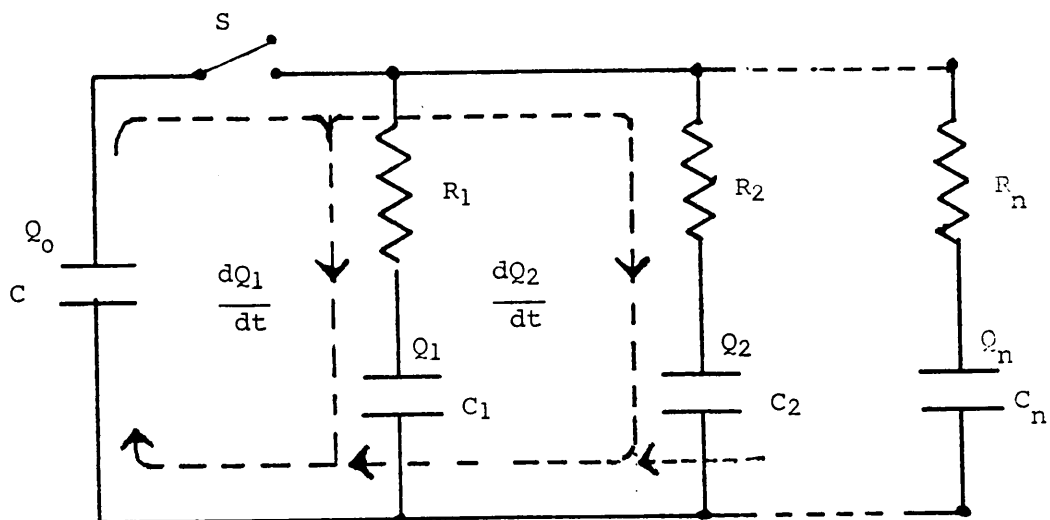 S
R₁
R₂
Rₙ
Q₀
C
dQ₁
dt
dQ₂
dt
Q₁
Q₂
Qₙ
C₁
C₂
Cₙ